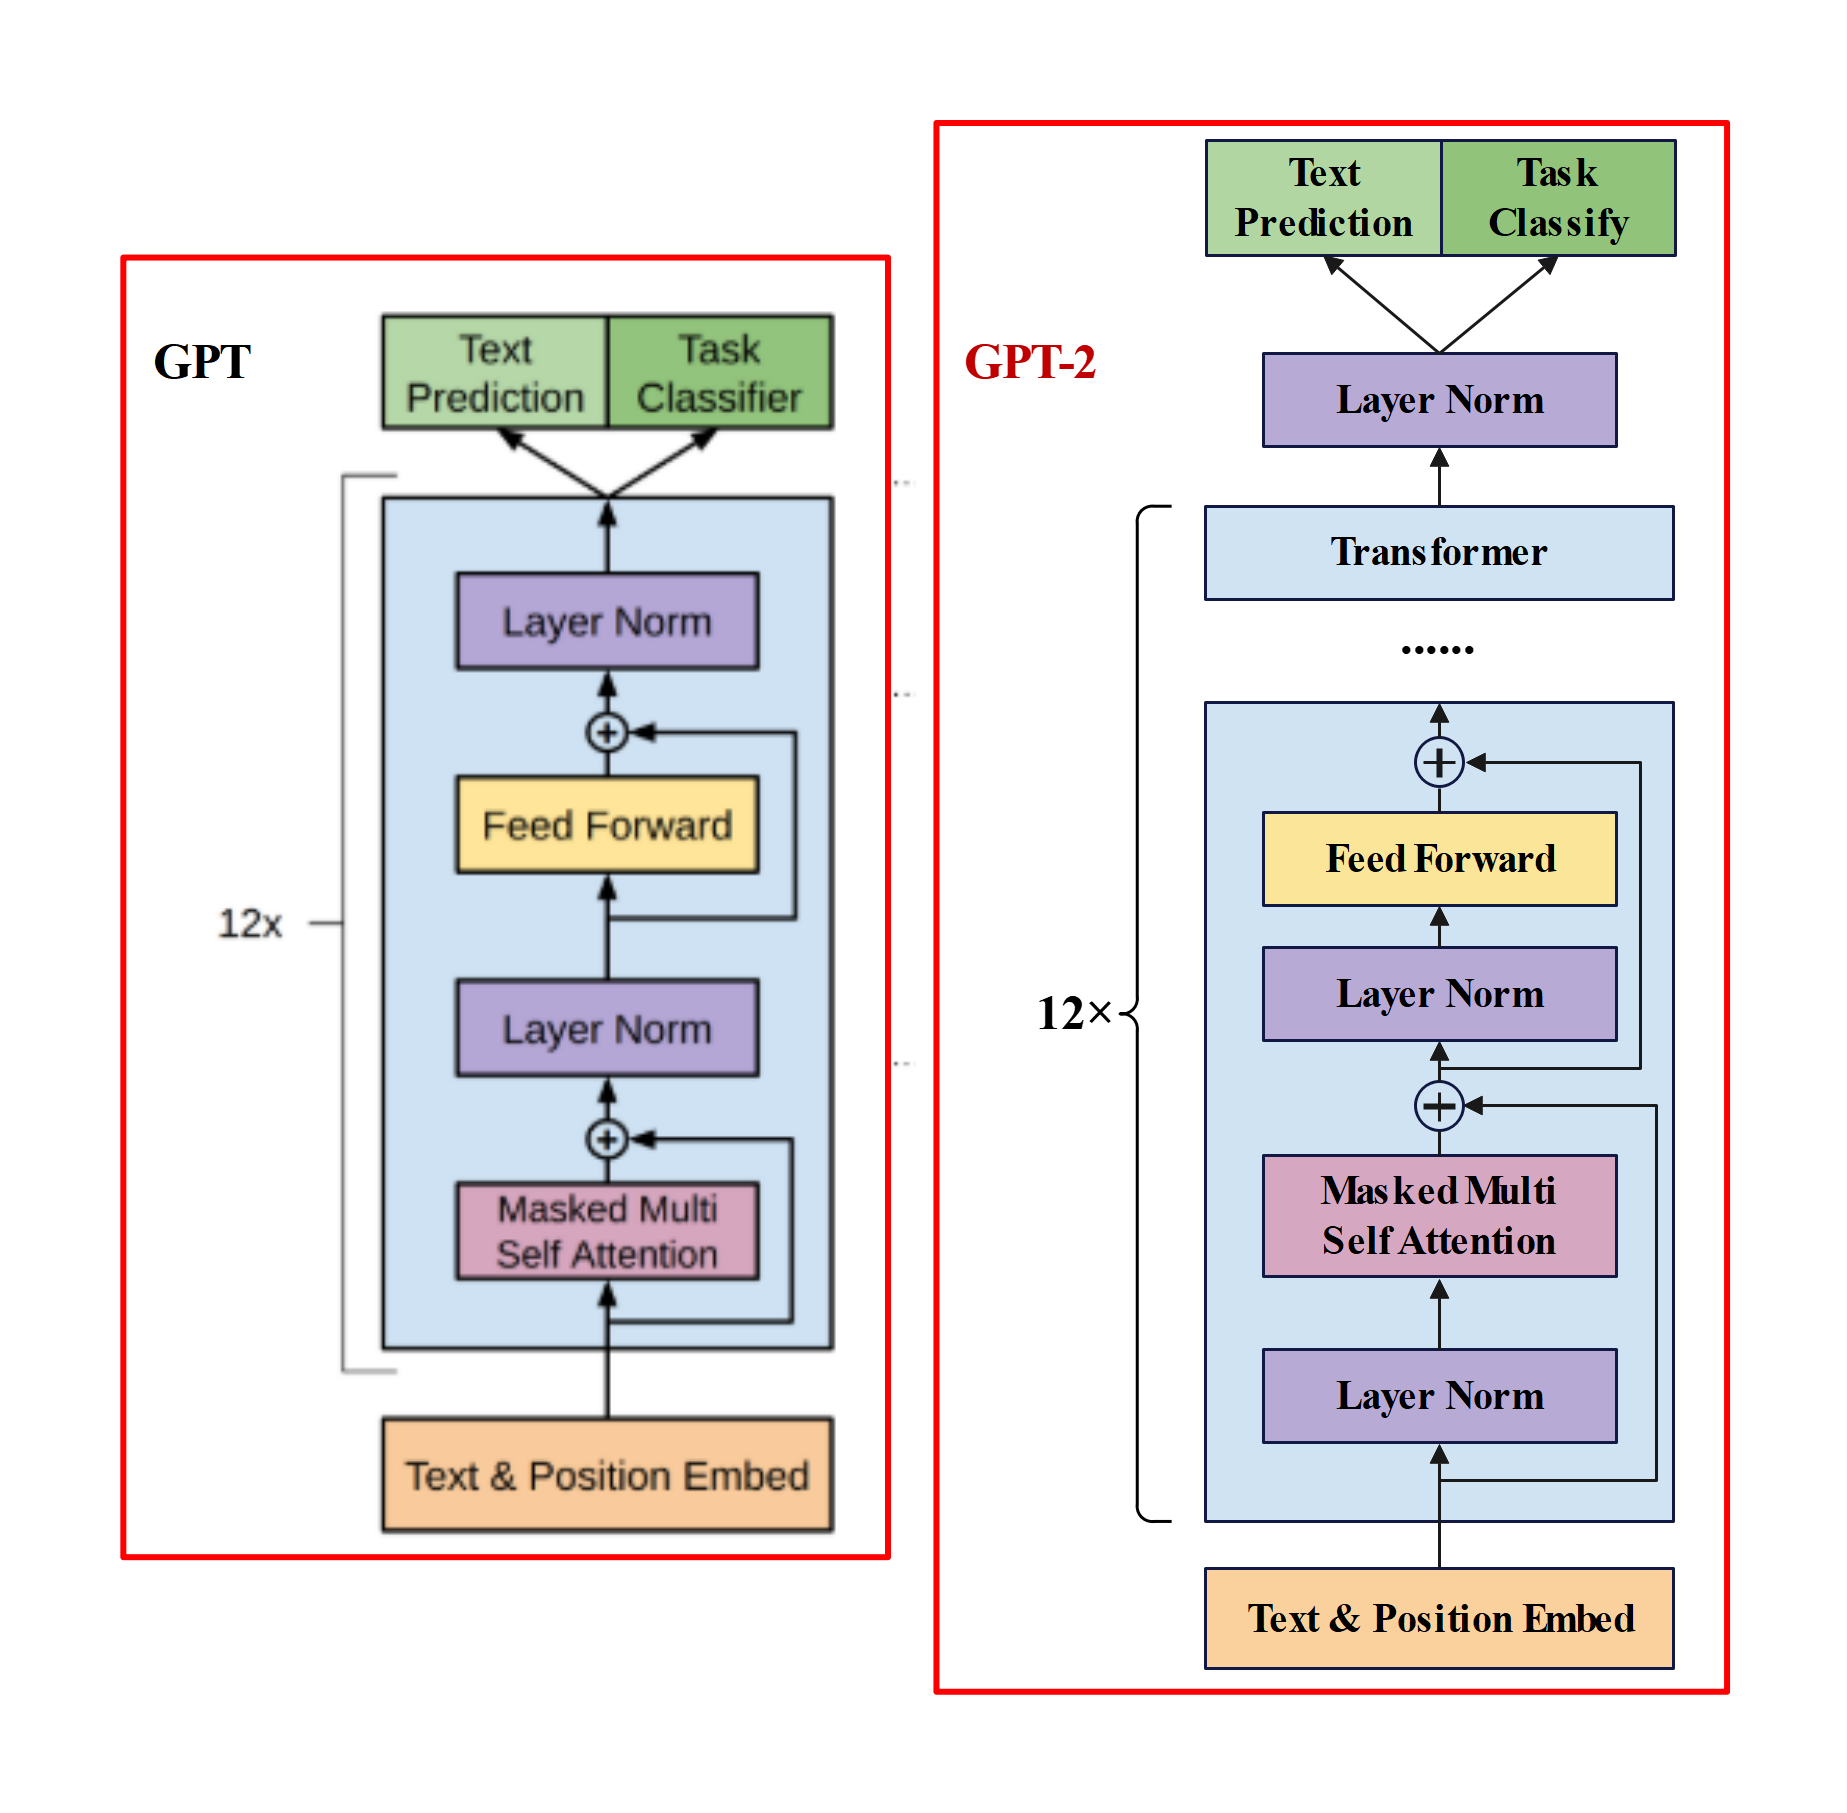 GPT
Text
Prediction
Task
Classifier
Layer Norm
Feed Forward
12x
Layer Norm
Masked Multi
Self Attention
Text & Position Embed
GPT-2
Text
Prediction
Task
Classify
Layer Norm
Transformer
......
Feed Forward
Layer Norm
12×
Masked Multi
Self Attention
Layer Norm
Text & Position Embed